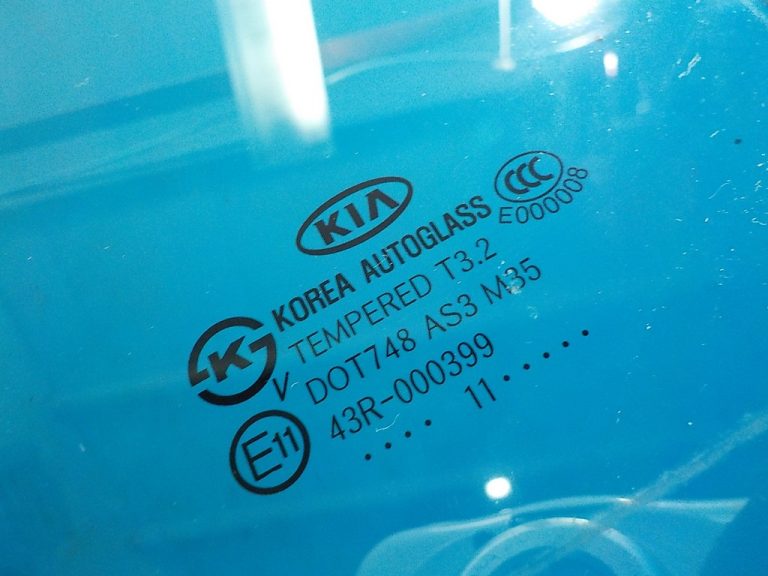 KIA
CCC
E000008
KOREA AUTOGLASS
TEMPERED T3.2
K
V DOT748 AS3 M35
E11 43R-000399
.... 11.....